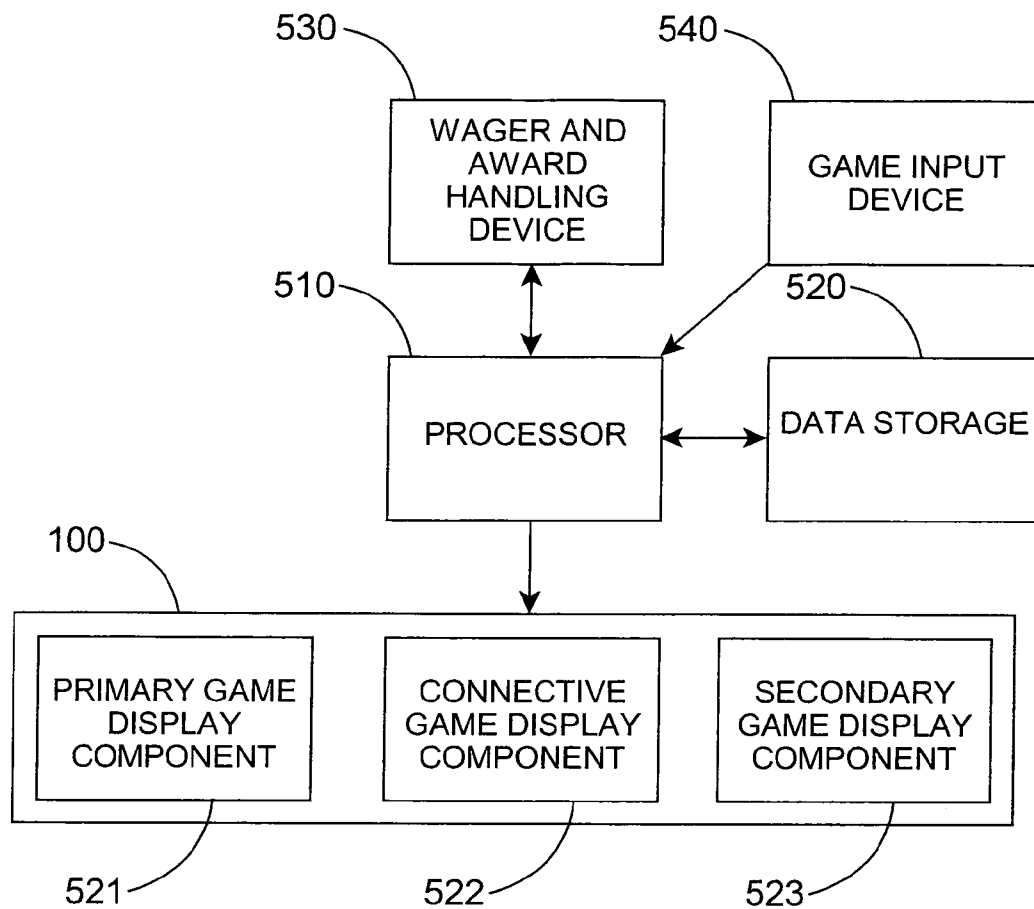 530
540
WAGER AND
AWARD
HANDLING
DEVICE
GAME INPUT
DEVICE
510
520
PROCESSOR
DATA STORAGE
100
PRIMARY GAME
DISPLAY
COMPONENT
CONNECTIVE
GAME DISPLAY
COMPONENT
SECONDARY
GAME DISPLAY
COMPONENT
521
522
523